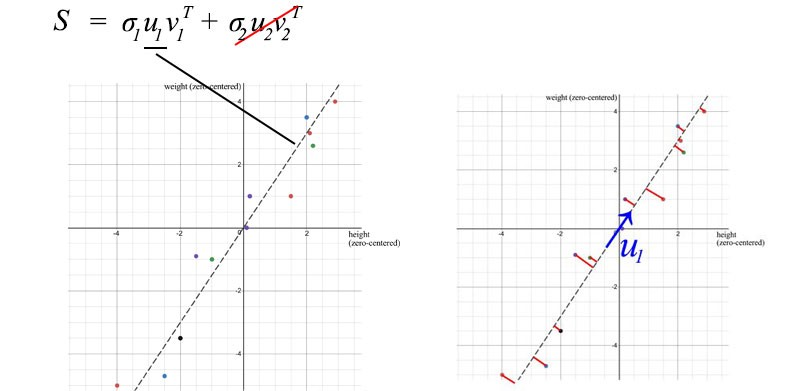 S = σ₁u₁v₁ᵀ + σ₂u₂v₂ᵀ
weight (zero-centered)
4
2
-4
-2
0
2
height
(zero-centered)
-2
-4
weight (zero-centered)
4
2
-4
-2
2
height
(zero-centered)
u₁
-2
-4